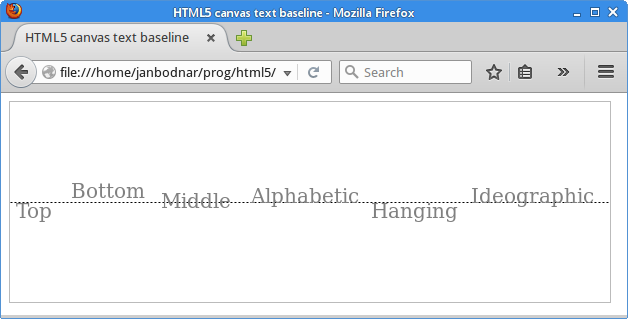 HTML5 canvas text baseline - Mozilla Firefox
HTML5 canvas text baseline
file:///home/janbodnar/prog/html5/ Search
Top Bottom Middle Alphabetic Hanging Ideographic